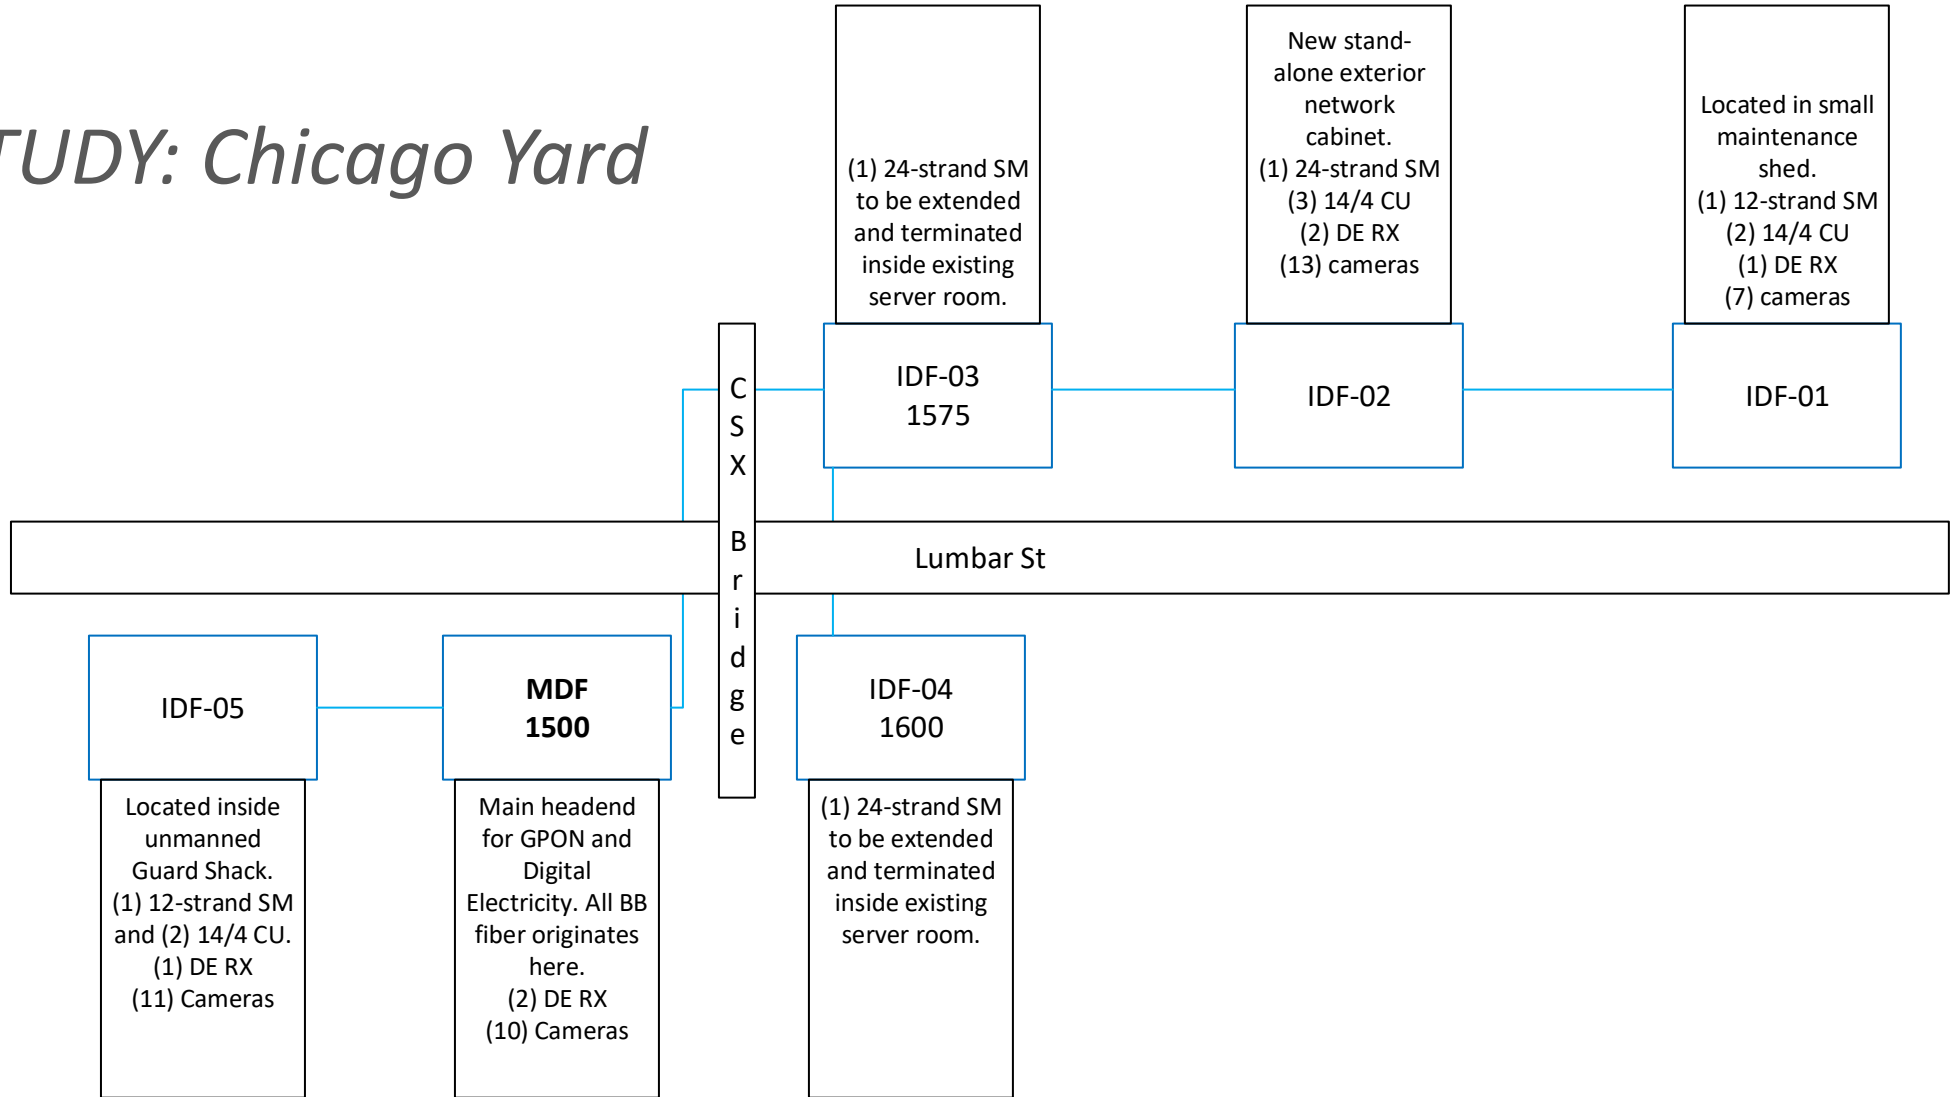 TUDY: Chicago Yard
(1) 24-strand SM
to be extended
and terminated
inside existing
server room.
New stand-
alone exterior
network
cabinet.
(1) 24-strand SM
(3) 14/4 CU
(2) DE RX
(13) cameras
Located in small
maintenance
shed.
(1) 12-strand SM
(2) 14/4 CU
(1) DE RX
(7) cameras
IDF-03
1575
IDF-02
IDF-01
C
S
X
B
r
i
d
g
e
Lumbar St
IDF-05
MDF
1500
IDF-04
1600
Located inside
unmanned
Guard Shack.
(1) 12-strand SM
and (2) 14/4 CU.
(1) DE RX
(11) Cameras
Main headend
for GPON and
Digital
Electricity. All BB
fiber originates
here.
(2) DE RX
(10) Cameras
(1) 24-strand SM
to be extended
and terminated
inside existing
server room.